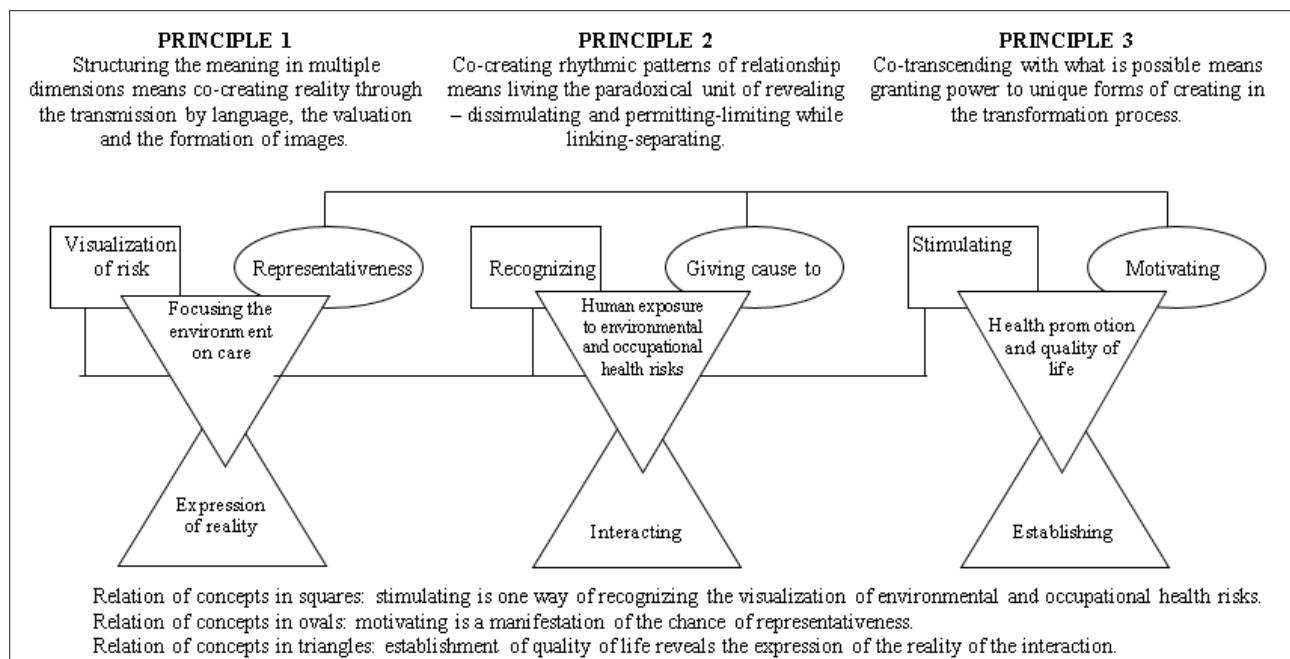 PRINCIPLE 1
Structuring the meaning in multiple
dimensions means co-creating reality through
the transmission by language, the valuation
and the formation of images.
PRINCIPLE 2
Co-creating rhythmic patterns of relationship
means living the paradoxical unit of revealing
– dissimulating and permitting-limiting while
linking-separating.
PRINCIPLE 3
Co-transcending with what is possible means
granting power to unique forms of creating in
the transformation process.
Visualization
of risk
Representativeness
Recognizing
Giving cause to
Stimulating
Motivating
Focusing the
environment
on care
Human exposure
to environmental
and occupational
health risks
Health promotion
and quality of
life
Expression
of reality
Interacting
Establishing
Relation of concepts in squares: stimulating is one way of recognizing the visualization of environmental and occupational health risks.
Relation of concepts in ovals: motivating is a manifestation of the chance of representativeness.
Relation of concepts in triangles: establishment of quality of life reveals the expression of the reality of the interaction.